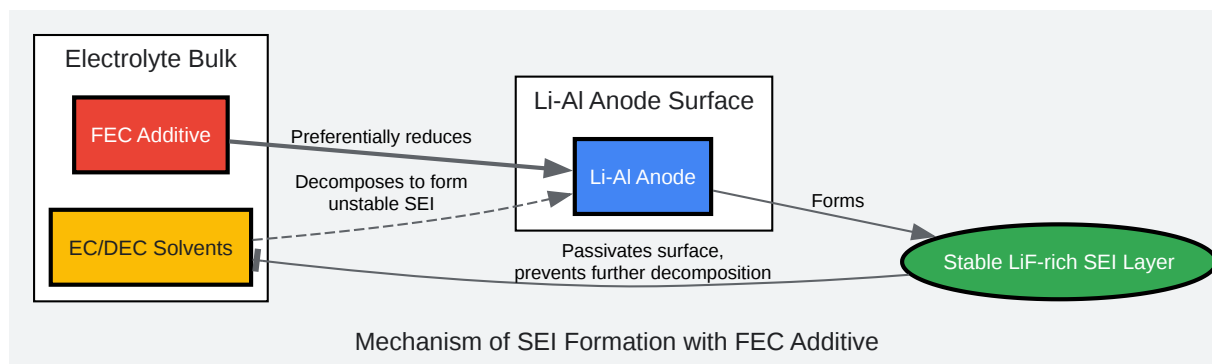 Electrolyte Bulk
FEC Additive
EC/DEC Solvents
Preferentially reduces
Decomposes to form
unstable SEI
Li-Al Anode Surface
Li-Al Anode
Forms
Passivates surface,
prevents further decomposition
Stable LiF-rich SEI Layer
Mechanism of SEI Formation with FEC Additive